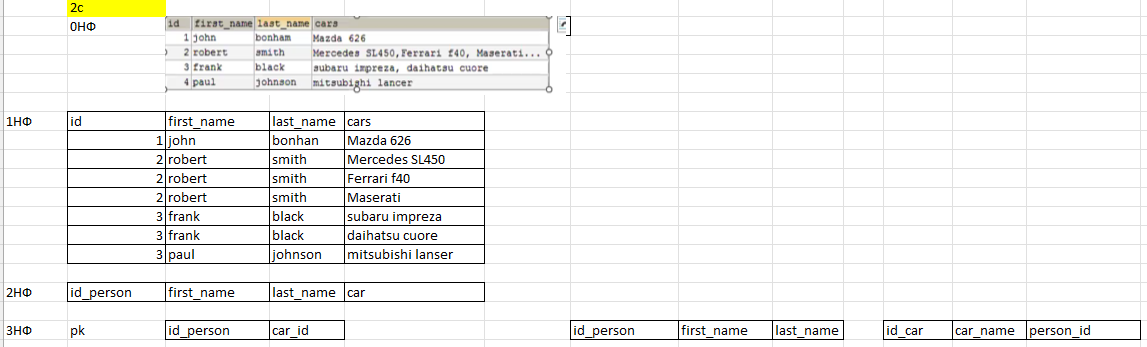 2c
0НФ
id first_name last_name cars
1 john bonham Mazda 626
2 robert smith Mercedes SL450,Ferrari f40, Maserati...
3 frank black subaru impreza, daihatsu cuore
4 paul johnson mitsubishi lancer
1НФ id first_name last_name cars
1 john bonhan Mazda 626
2 robert smith Mercedes SL450
2 robert smith Ferrari f40
2 robert smith Maserati
3 frank black subaru impreza
3 frank black daihatsu cuore
3 paul johnson mitsubishi lanser
2НФ id_person first_name last_name car
3НФ pk id_person car_id id_person first_name last_name id_car car_name person_id